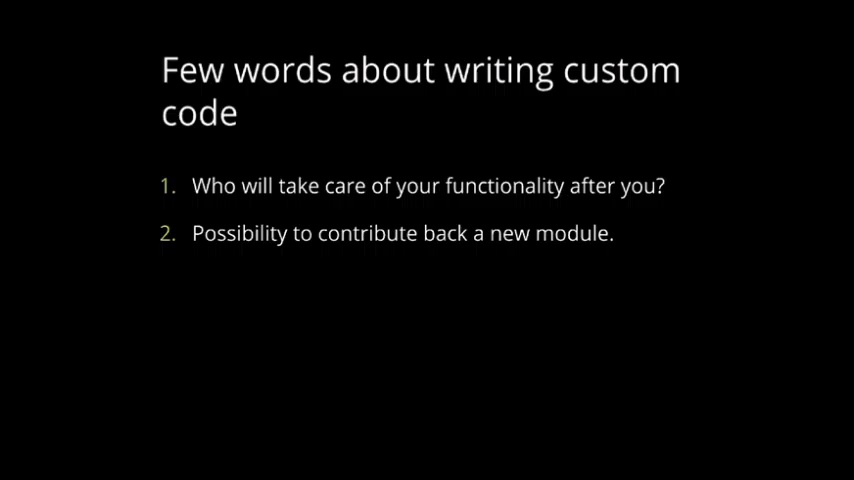 Few words about writing custom
code
1. Who will take care of your functionality after you?
2. Possibility to contribute back a new module.